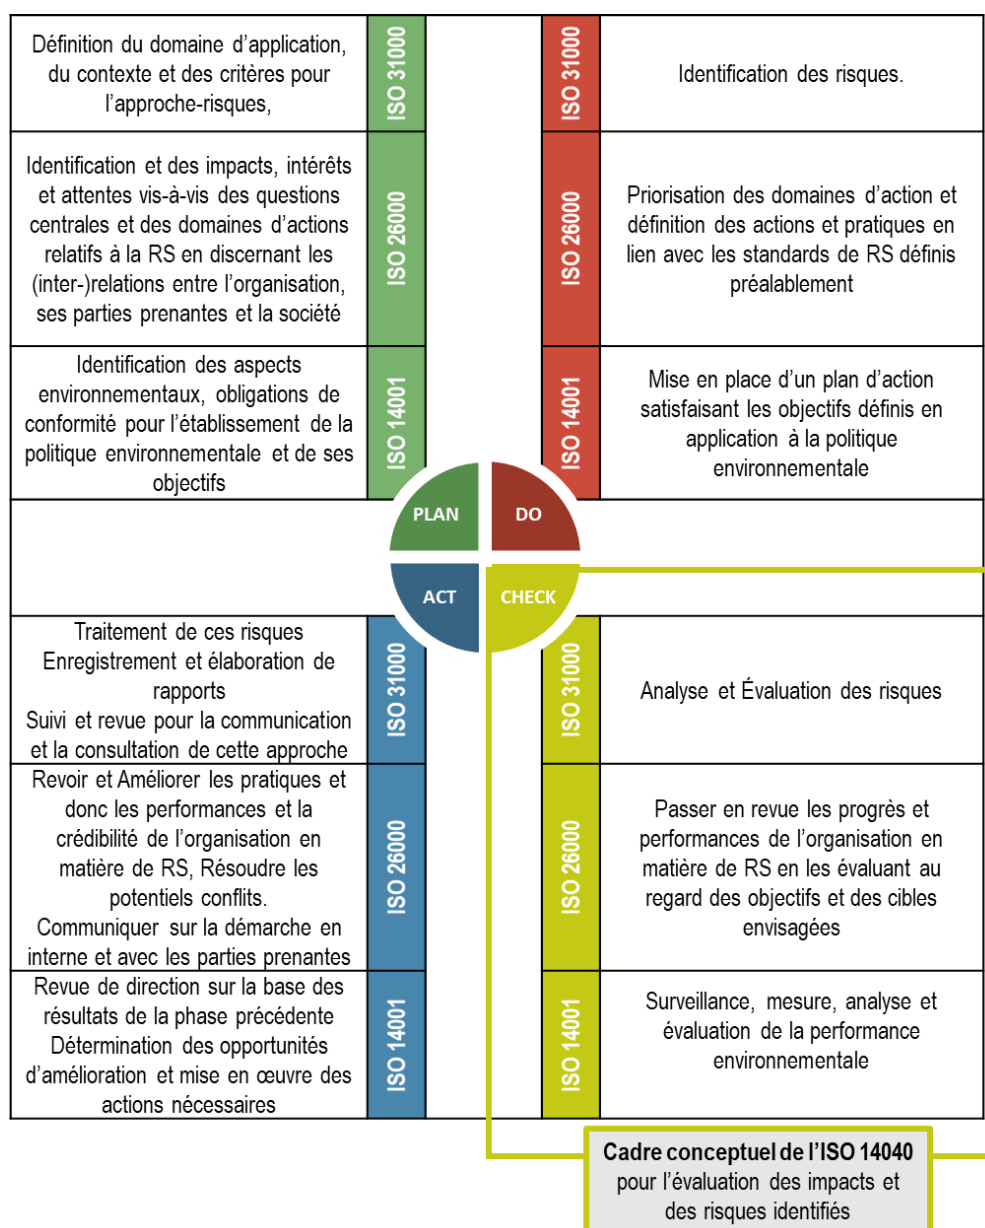 Définition du domaine d’application,
du contexte et des critères pour
l’approche-risques,
ISO 31000
ISO 31000
Identification des risques.
Identification et des impacts, intérêts
et attentes vis-à-vis des questions
centrales et des domaines d’actions
relatifs à la RS en discernant les
(inter-)relations entre l’organisation,
ses parties prenantes et la société
ISO 26000
ISO 26000
Priorisation des domaines d’action et
définition des actions et pratiques en
lien avec les standards de RS définis
préalablement
Identification des aspects
environnementaux, obligations de
conformité pour l’établissement de la
politique environnementale et de ses
objectifs
ISO 14001
ISO 14001
Mise en place d’un plan d’action
satisfaisant les objectifs définis en
application à la politique
environnementale
PLAN
DO
ACT
CHECK
Traitement de ces risques
Enregistrement et élaboration de
rapports
Suivi et revue pour la communication
et la consultation de cette approche
ISO 31000
ISO 31000
Analyse et Évaluation des risques
Revoir et Améliorer les pratiques et
donc les performances et la
crédibilité de l’organisation en
matière de RS, Résoudre les
potentiels conflits.
Communiquer sur la démarche en
interne et avec les parties prenantes
ISO 26000
ISO 26000
Passer en revue les progrès et
performances de l’organisation en
matière de RS en les évaluant au
regard des objectifs et des cibles
envisagées
Revue de direction sur la base des
résultats de la phase précédente
Détermination des opportunités
d’amélioration et mise en œuvre des
actions nécessaires
ISO 14001
ISO 14001
Surveillance, mesure, analyse et
évaluation de la performance
environnementale
Cadre conceptuel de l’ISO 14040
pour l’évaluation des impacts et
des risques identifiés